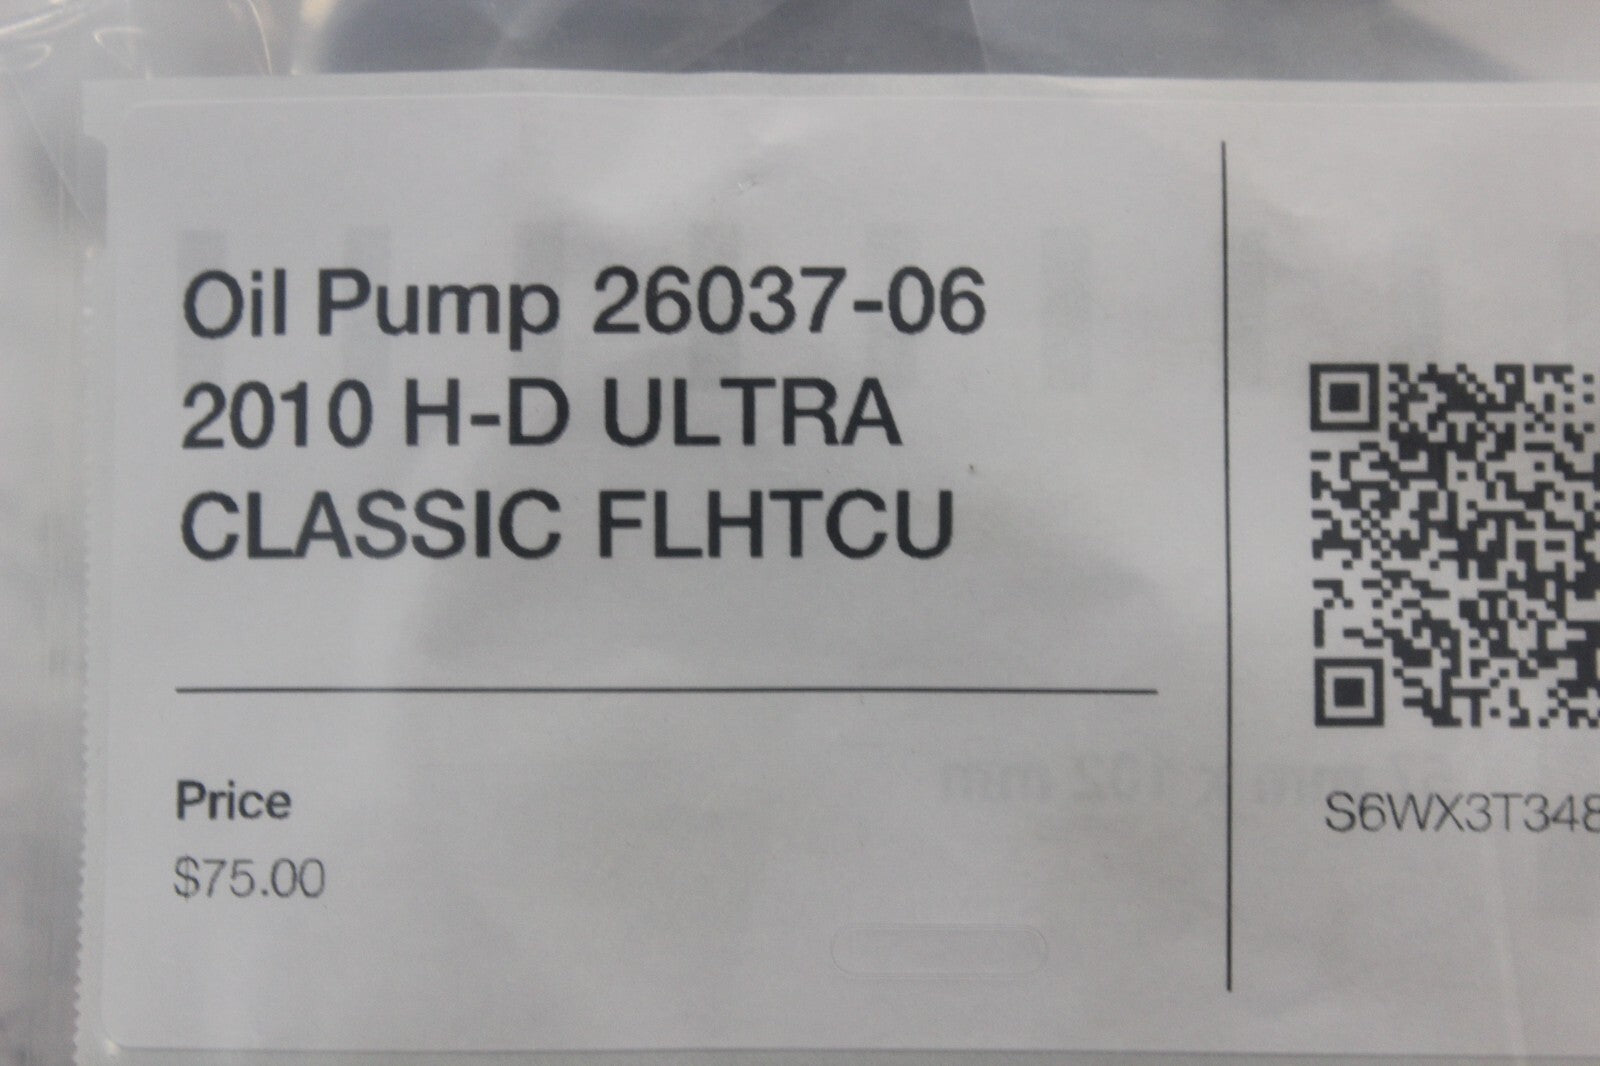 Oil Pump 26037-06
2010 H-D ULTRA
CLASSIC FLHTCU
Price
$75.00
S6WX3T348